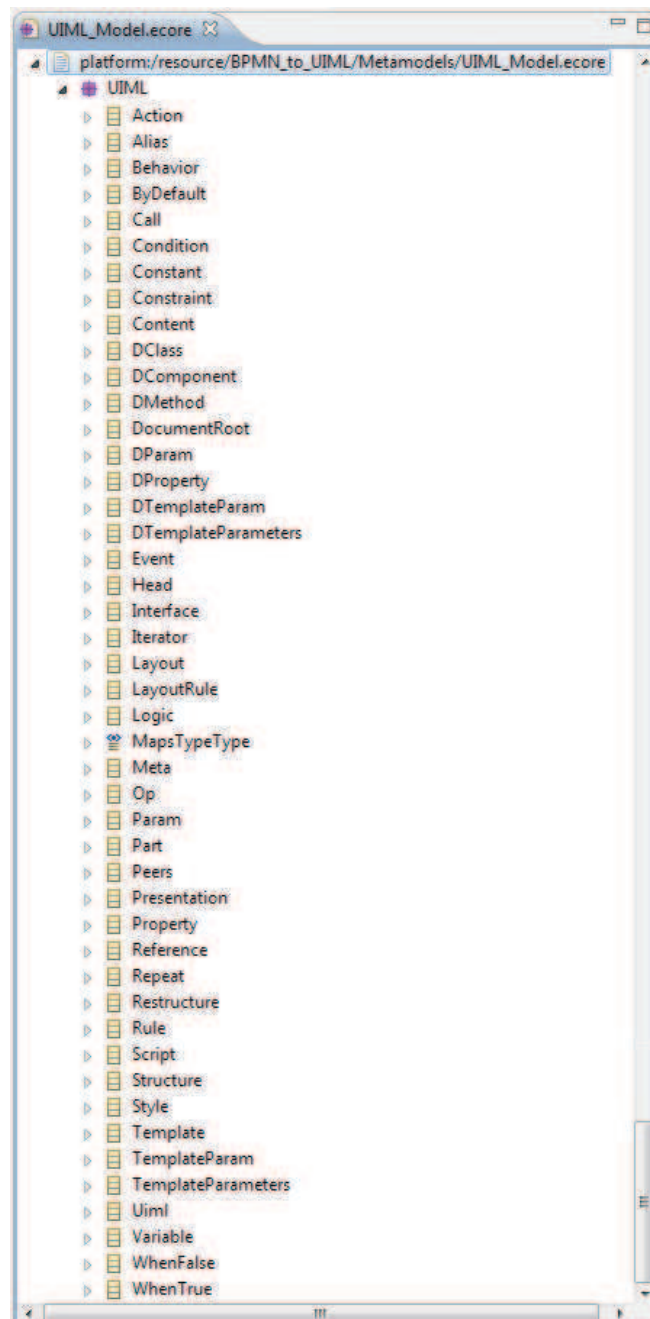 UIML_Model.ecore
platform:/resource/BPMN_to_UIML/Metamodels/UIML_Model.ecore
UIML
Action
Alias
Behavior
ByDefault
Call
Condition
Constant
Constraint
Content
DClass
DComponent
DMethod
DocumentRoot
DParam
DProperty
DTemplateParam
DTemplateParameters
Event
Head
Interface
Iterator
Layout
LayoutRule
Logic
MapsTypeType
Meta
Op
Param
Part
Peers
Presentation
Property
Reference
Repeat
Restructure
Rule
Script
Structure
Style
Template
TemplateParam
TemplateParameters
Uiml
Variable
WhenFalse
WhenTrue